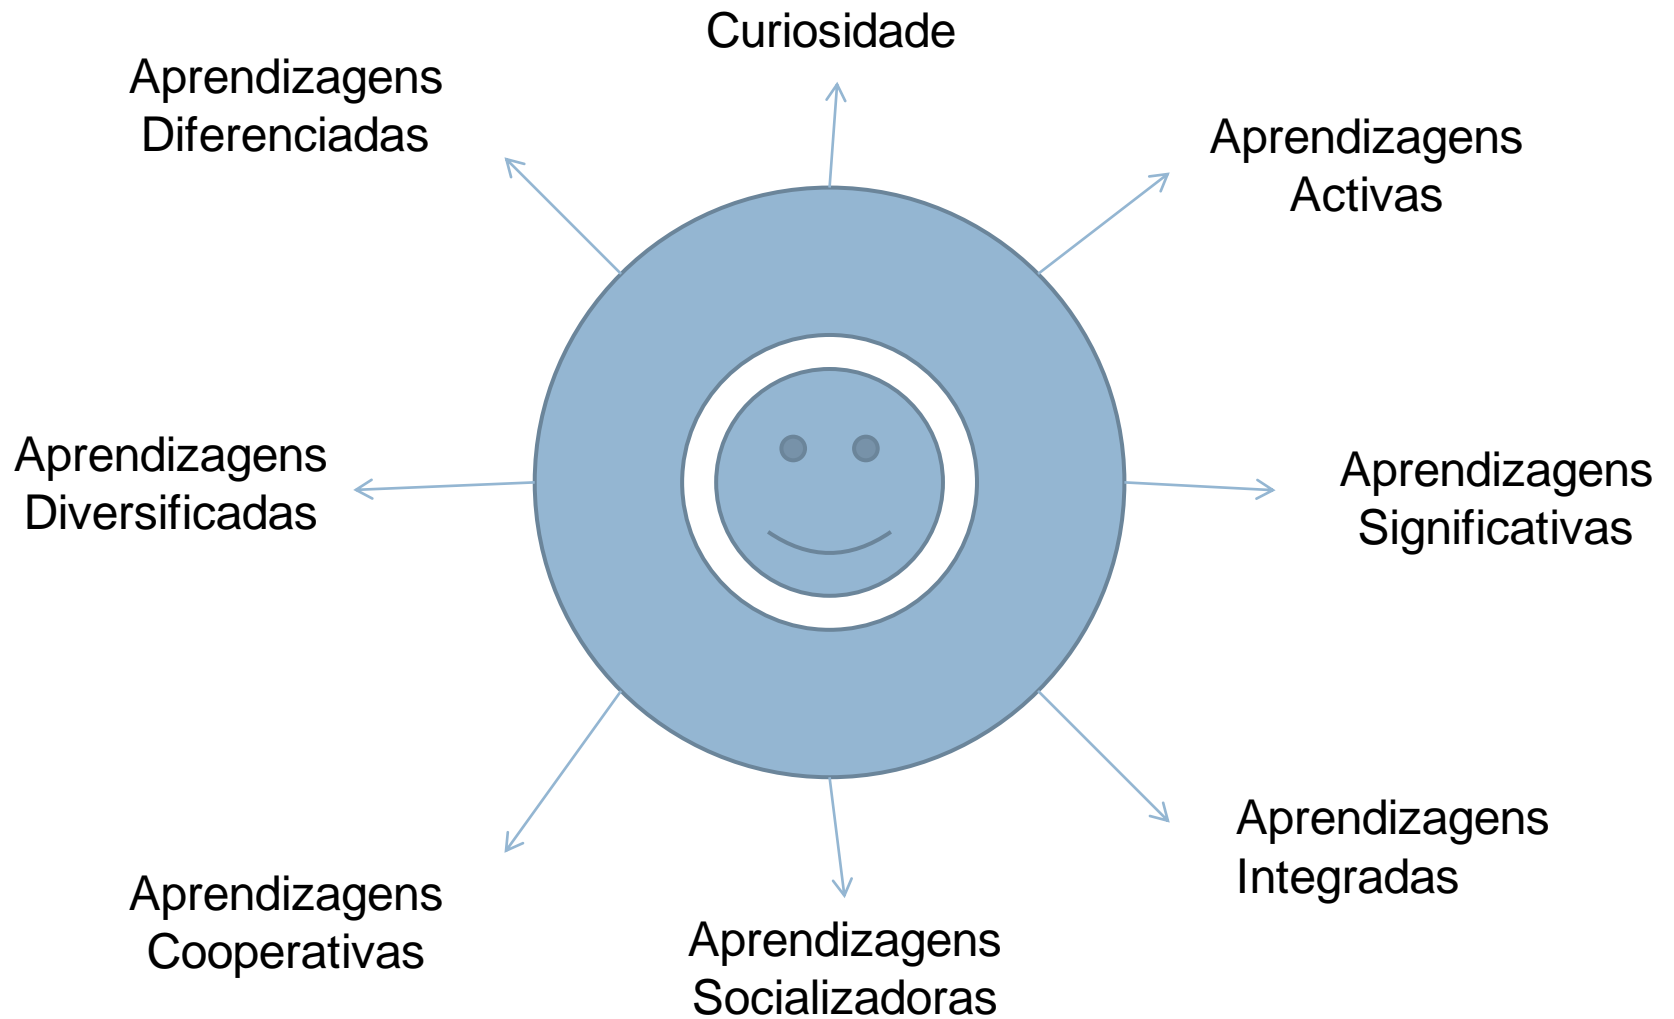 Curiosidade
Aprendizagens
Diferenciadas
Aprendizagens
Activas
Aprendizagens
Diversificadas
Aprendizagens
Significativas
Aprendizagens
Integradas
Aprendizagens
Cooperativas
Aprendizagens
Socializadoras